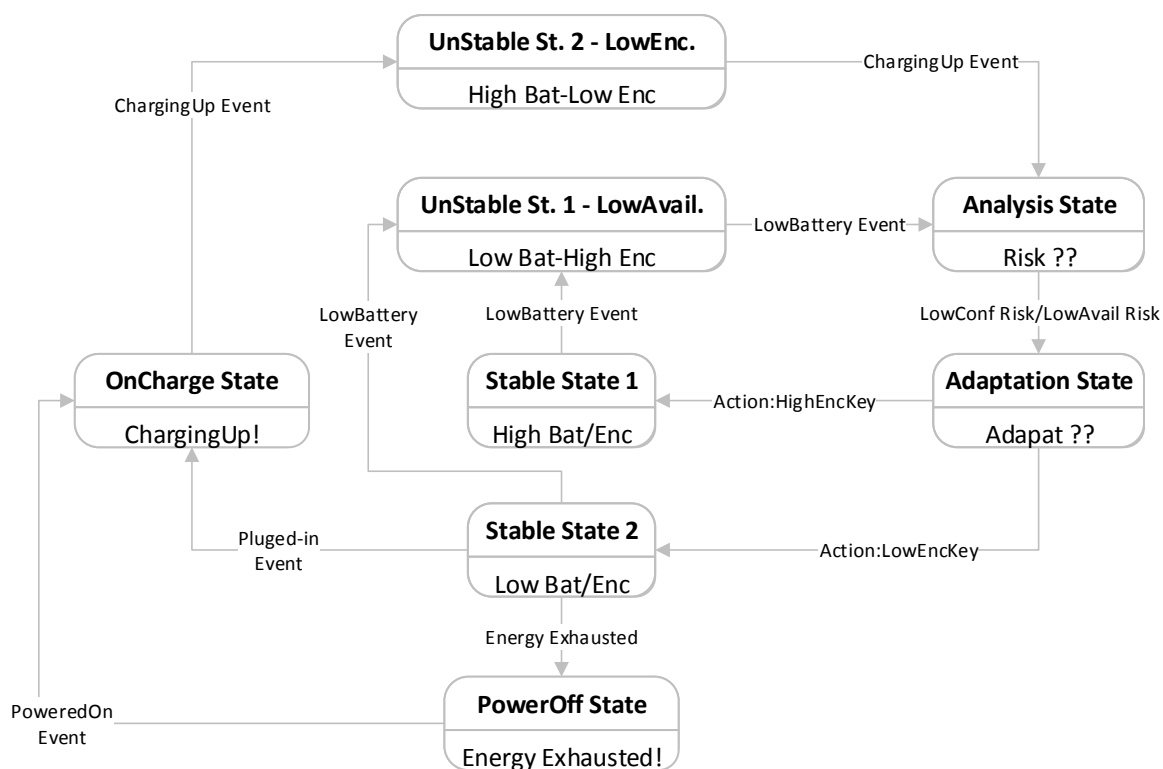 UnStable St. 2 - LowEnc.
High Bat-Low Enc
ChargingUp Event
ChargingUp Event
UnStable St. 1 - LowAvail.
Low Bat-High Enc
LowBattery Event
Analysis State
Risk ??
LowBattery
Event
LowBattery Event
LowConf Risk/LowAvail Risk
OnCharge State
ChargingUp!
Stable State 1
High Bat/Enc
Action:HighEncKey
Adaptation State
Adapat ??
Pluged-in
Event
Stable State 2
Low Bat/Enc
Action:LowEncKey
Energy Exhausted
PoweredOn
Event
PowerOff State
Energy Exhausted!